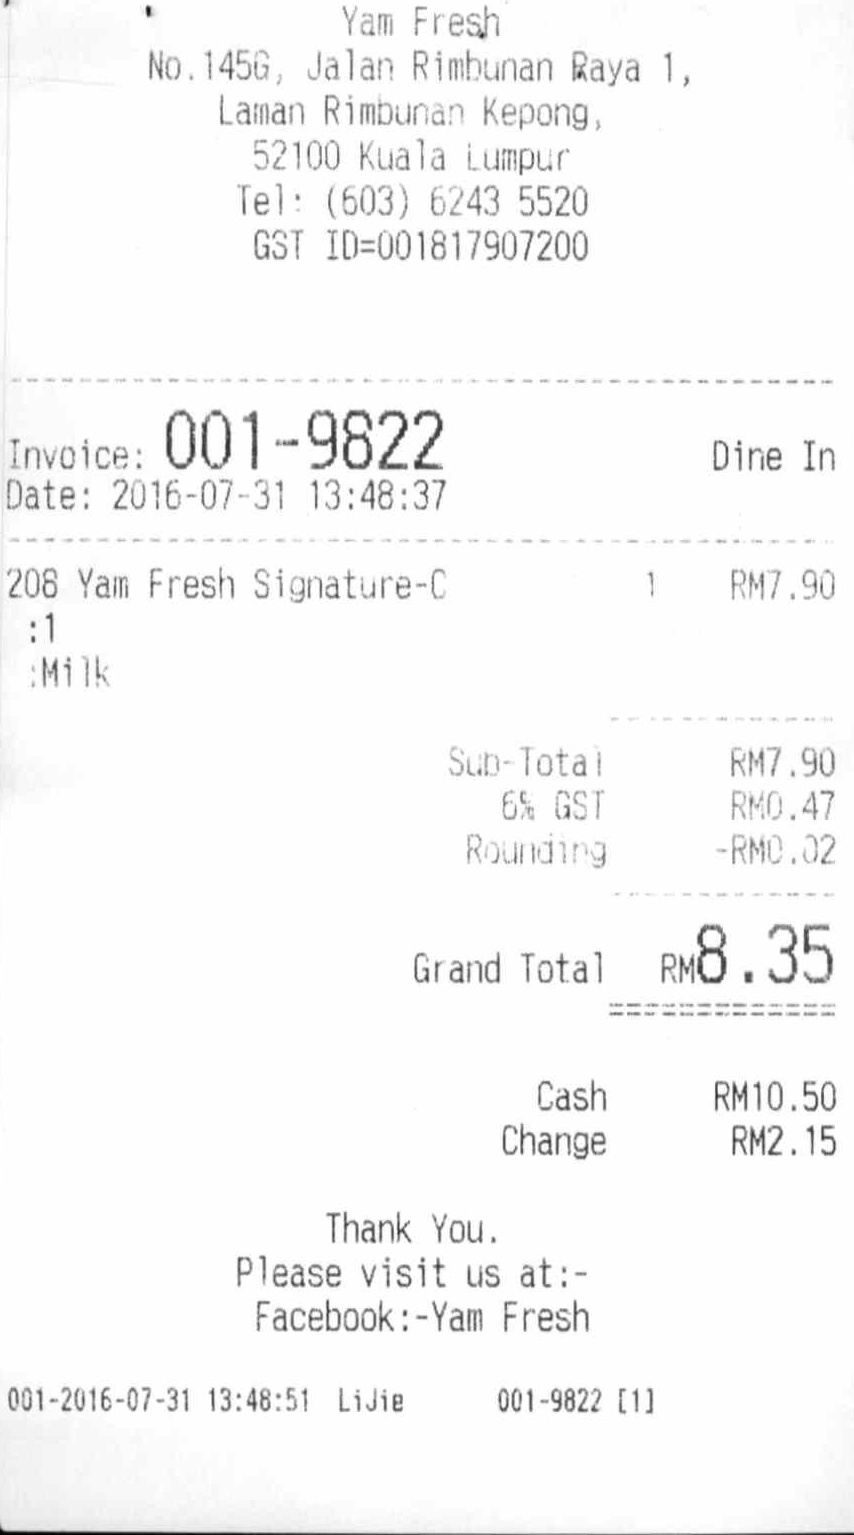 Yam Fresh
No.145G, Jalan Rimbunan Raya 1,
Laman Rimbunan Kepong,
52100 Kuala Lumpur
Tel: (603) 6243 5520
GST ID=001817907200
Invoice: 001-9822 Dine In
Date: 2016-07-31 13:48:37
208 Yam Fresh Signature-C 1 RM7.90
:1
:Milk
Sub-Total RM7.90
6% GST RM0.47
Rounding -RM0.02
Grand Total RM8.35
Cash RM10.50
Change RM2.15
Thank You.
Please visit us at:-
Facebook:-Yam Fresh
001-2016-07-31 13:48:51 LiJie 001-9822 [1]